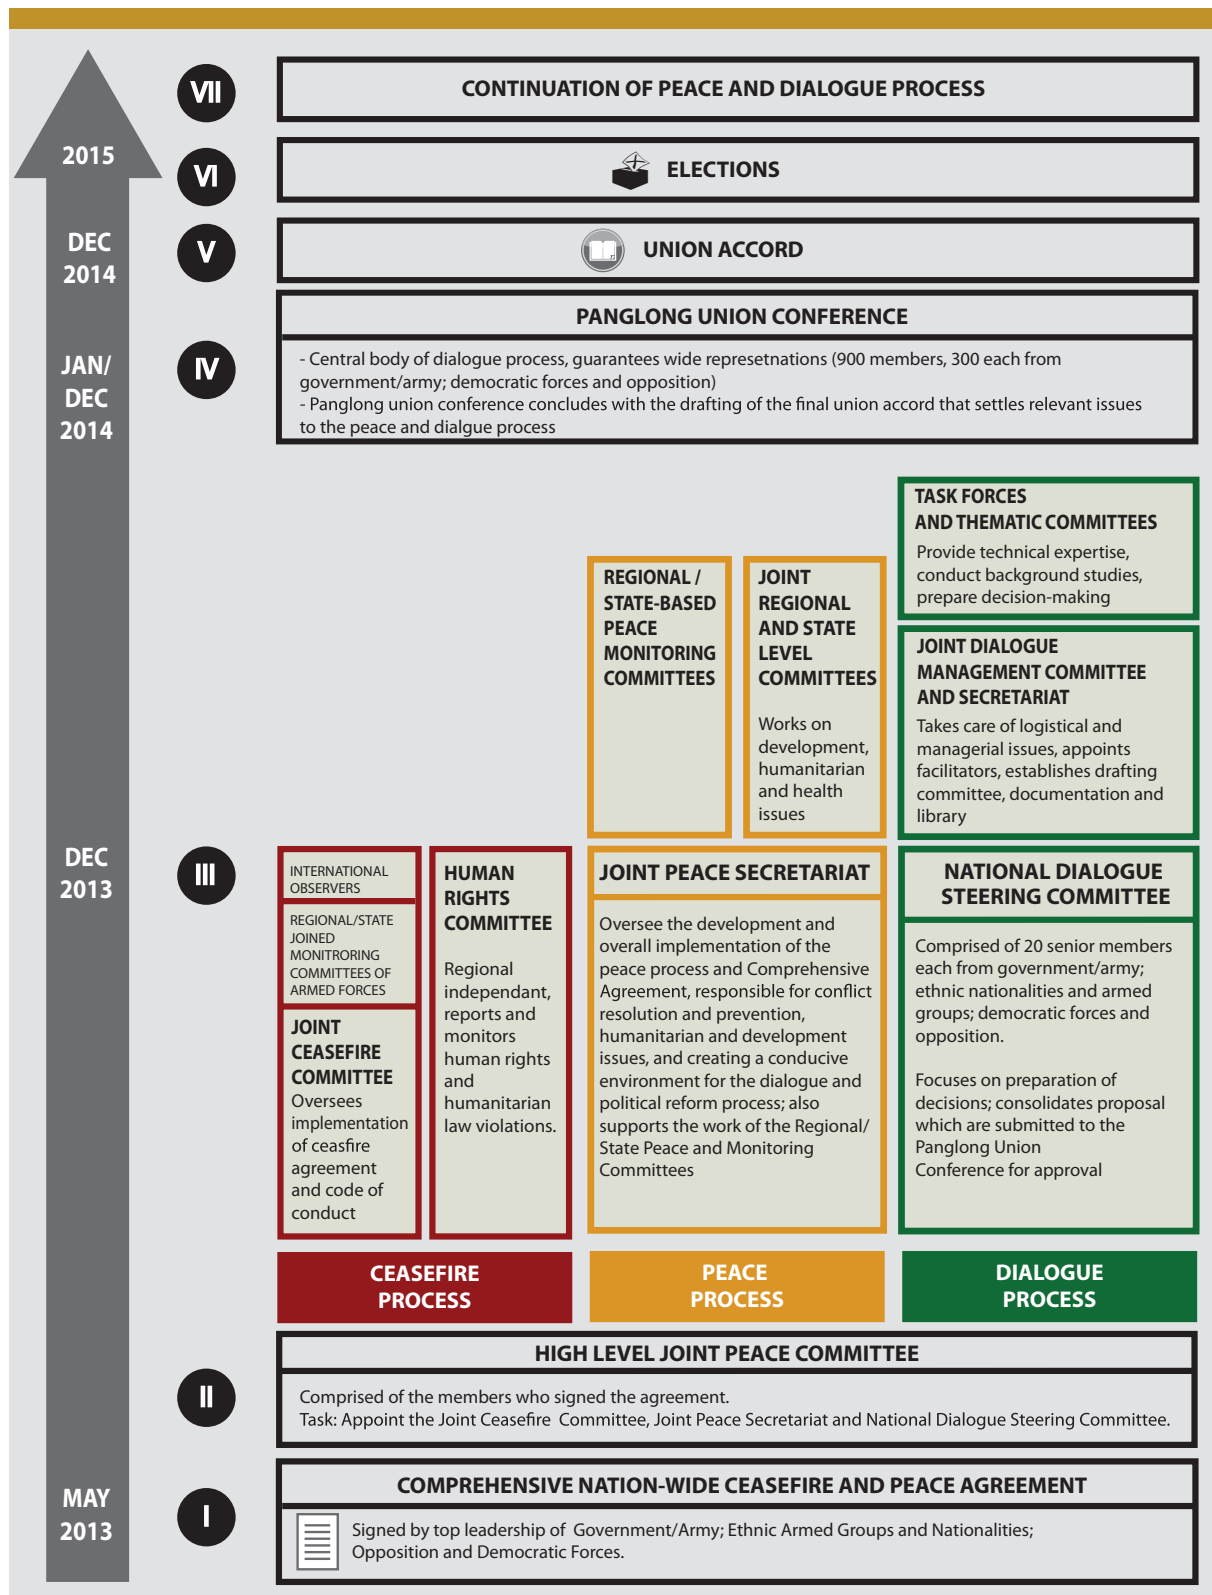 VII
CONTINUATION OF PEACE AND DIALOGUE PROCESS
2015
VI
ELECTIONS
DEC
2014
V
UNION ACCORD
JAN/
DEC
2014
IV
PANGLONG UNION CONFERENCE
- Central body of dialogue process, guarantees wide represetnations (900 members, 300 each from
government/army; democratic forces and opposition)
- Panglong union conference concludes with the drafting of the final union accord that settles relevant issues
to the peace and dialgue process
TASK FORCES
AND THEMATIC COMMITTEES
Provide technical expertise,
conduct background studies,
prepare decision-making
REGIONAL /
STATE-BASED
PEACE
MONITORING
COMMITTEES
JOINT
REGIONAL
AND STATE
LEVEL
COMMITTEES
Works on
development,
humanitarian
and health
issues
JOINT DIALOGUE
MANAGEMENT COMMITTEE
AND SECRETARIAT
Takes care of logistical and
managerial issues, appoints
facilitators, establishes drafting
committee, documentation and
library
DEC
2013
III
INTERNATIONAL
OBSERVERS
REGIONAL/STATE
JOINED
MONITRORING
COMMITTEES OF
ARMED FORCES
JOINT
CEASEFIRE
COMMITTEE
Oversees
implementation
of ceasfire
agreement
and code of
conduct
HUMAN
RIGHTS
COMMITTEE
Regional
independant,
reports and
monitors
human rights
and
humanitarian
law violations.
JOINT PEACE SECRETARIAT
Oversee the development and
overall implementation of the
peace process and Comprehensive
Agreement, responsible for conflict
resolution and prevention,
humanitarian and development
issues, and creating a conducive
environment for the dialogue and
political reform process; also
supports the work of the Regional/
State Peace and Monitoring
Committees
NATIONAL DIALOGUE
STEERING COMMITTEE
Comprised of 20 senior members
each from government/army;
ethnic nationalities and armed
groups; democratic forces and
opposition.
Focuses on preparation of
decisions; consolidates proposal
which are submitted to the
Panglong Union
Conference for approval
CEASEFIRE
PROCESS
PEACE
PROCESS
DIALOGUE
PROCESS
II
HIGH LEVEL JOINT PEACE COMMITTEE
Comprised of the members who signed the agreement.
Task: Appoint the Joint Ceasefire Committee, Joint Peace Secretariat and National Dialogue Steering Committee.
MAY
2013
I
COMPREHENSIVE NATION-WIDE CEASEFIRE AND PEACE AGREEMENT
Signed by top leadership of Government/Army; Ethnic Armed Groups and Nationalities;
Opposition and Democratic Forces.